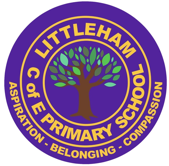 LITTLEHAM
C of E PRIMARY SCHOOL
ASPIRATION - BELONGING - COMPASSION